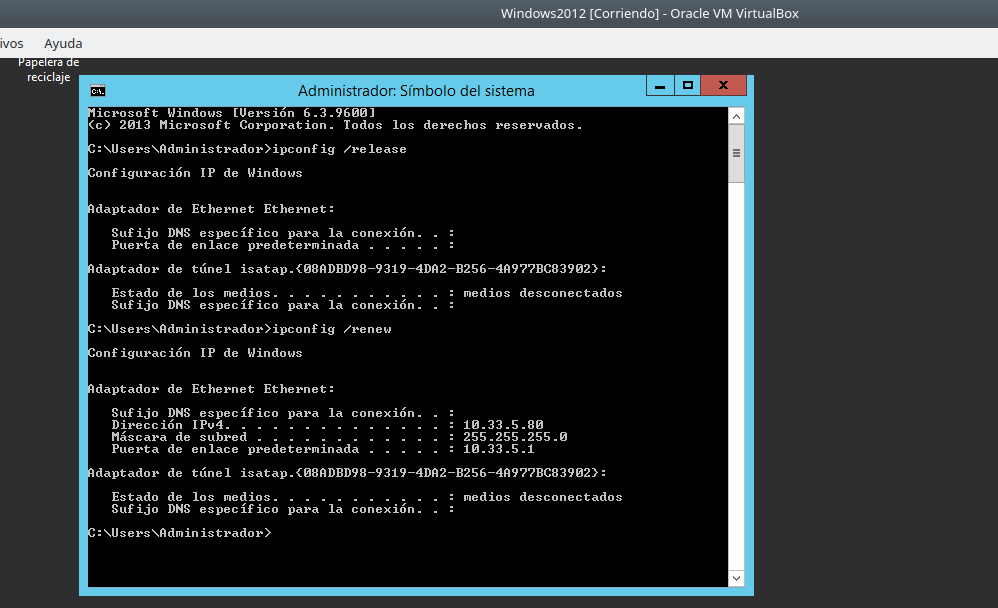 Windows2012 [Corriendo] - Oracle VM VirtualBox
ivos Ayuda
Papelera de
reciclaje
C:\.
Administrador: Símbolo del sistema
Microsoft Windows [Versión 6.3.9600]
(c) 2013 Microsoft Corporation. Todos los derechos reservados.
C:\Users\Administrador>ipconfig /release
Configuración IP de Windows
Adaptador de Ethernet Ethernet:
Sufijo DNS específico para la conexión. . :
Puerta de enlace predeterminada . . . . . :
Adaptador de túnel isatap.{08ADBD98-9319-4DA2-B256-4A977BC83902}:
Estado de los medios. . . . . . . . . . . : medios desconectados
Sufijo DNS específico para la conexión. . :
C:\Users\Administrador>ipconfig /renew
Configuración IP de Windows
Adaptador de Ethernet Ethernet:
Sufijo DNS específico para la conexión. . :
Dirección IPv4. . . . . . . . . . . . . . : 10.33.5.80
Máscara de subred . . . . . . . . . . . . : 255.255.255.0
Puerta de enlace predeterminada . . . . . : 10.33.5.1
Adaptador de túnel isatap.{08ADBD98-9319-4DA2-B256-4A977BC83902}:
Estado de los medios. . . . . . . . . . . : medios desconectados
Sufijo DNS específico para la conexión. . :
C:\Users\Administrador>